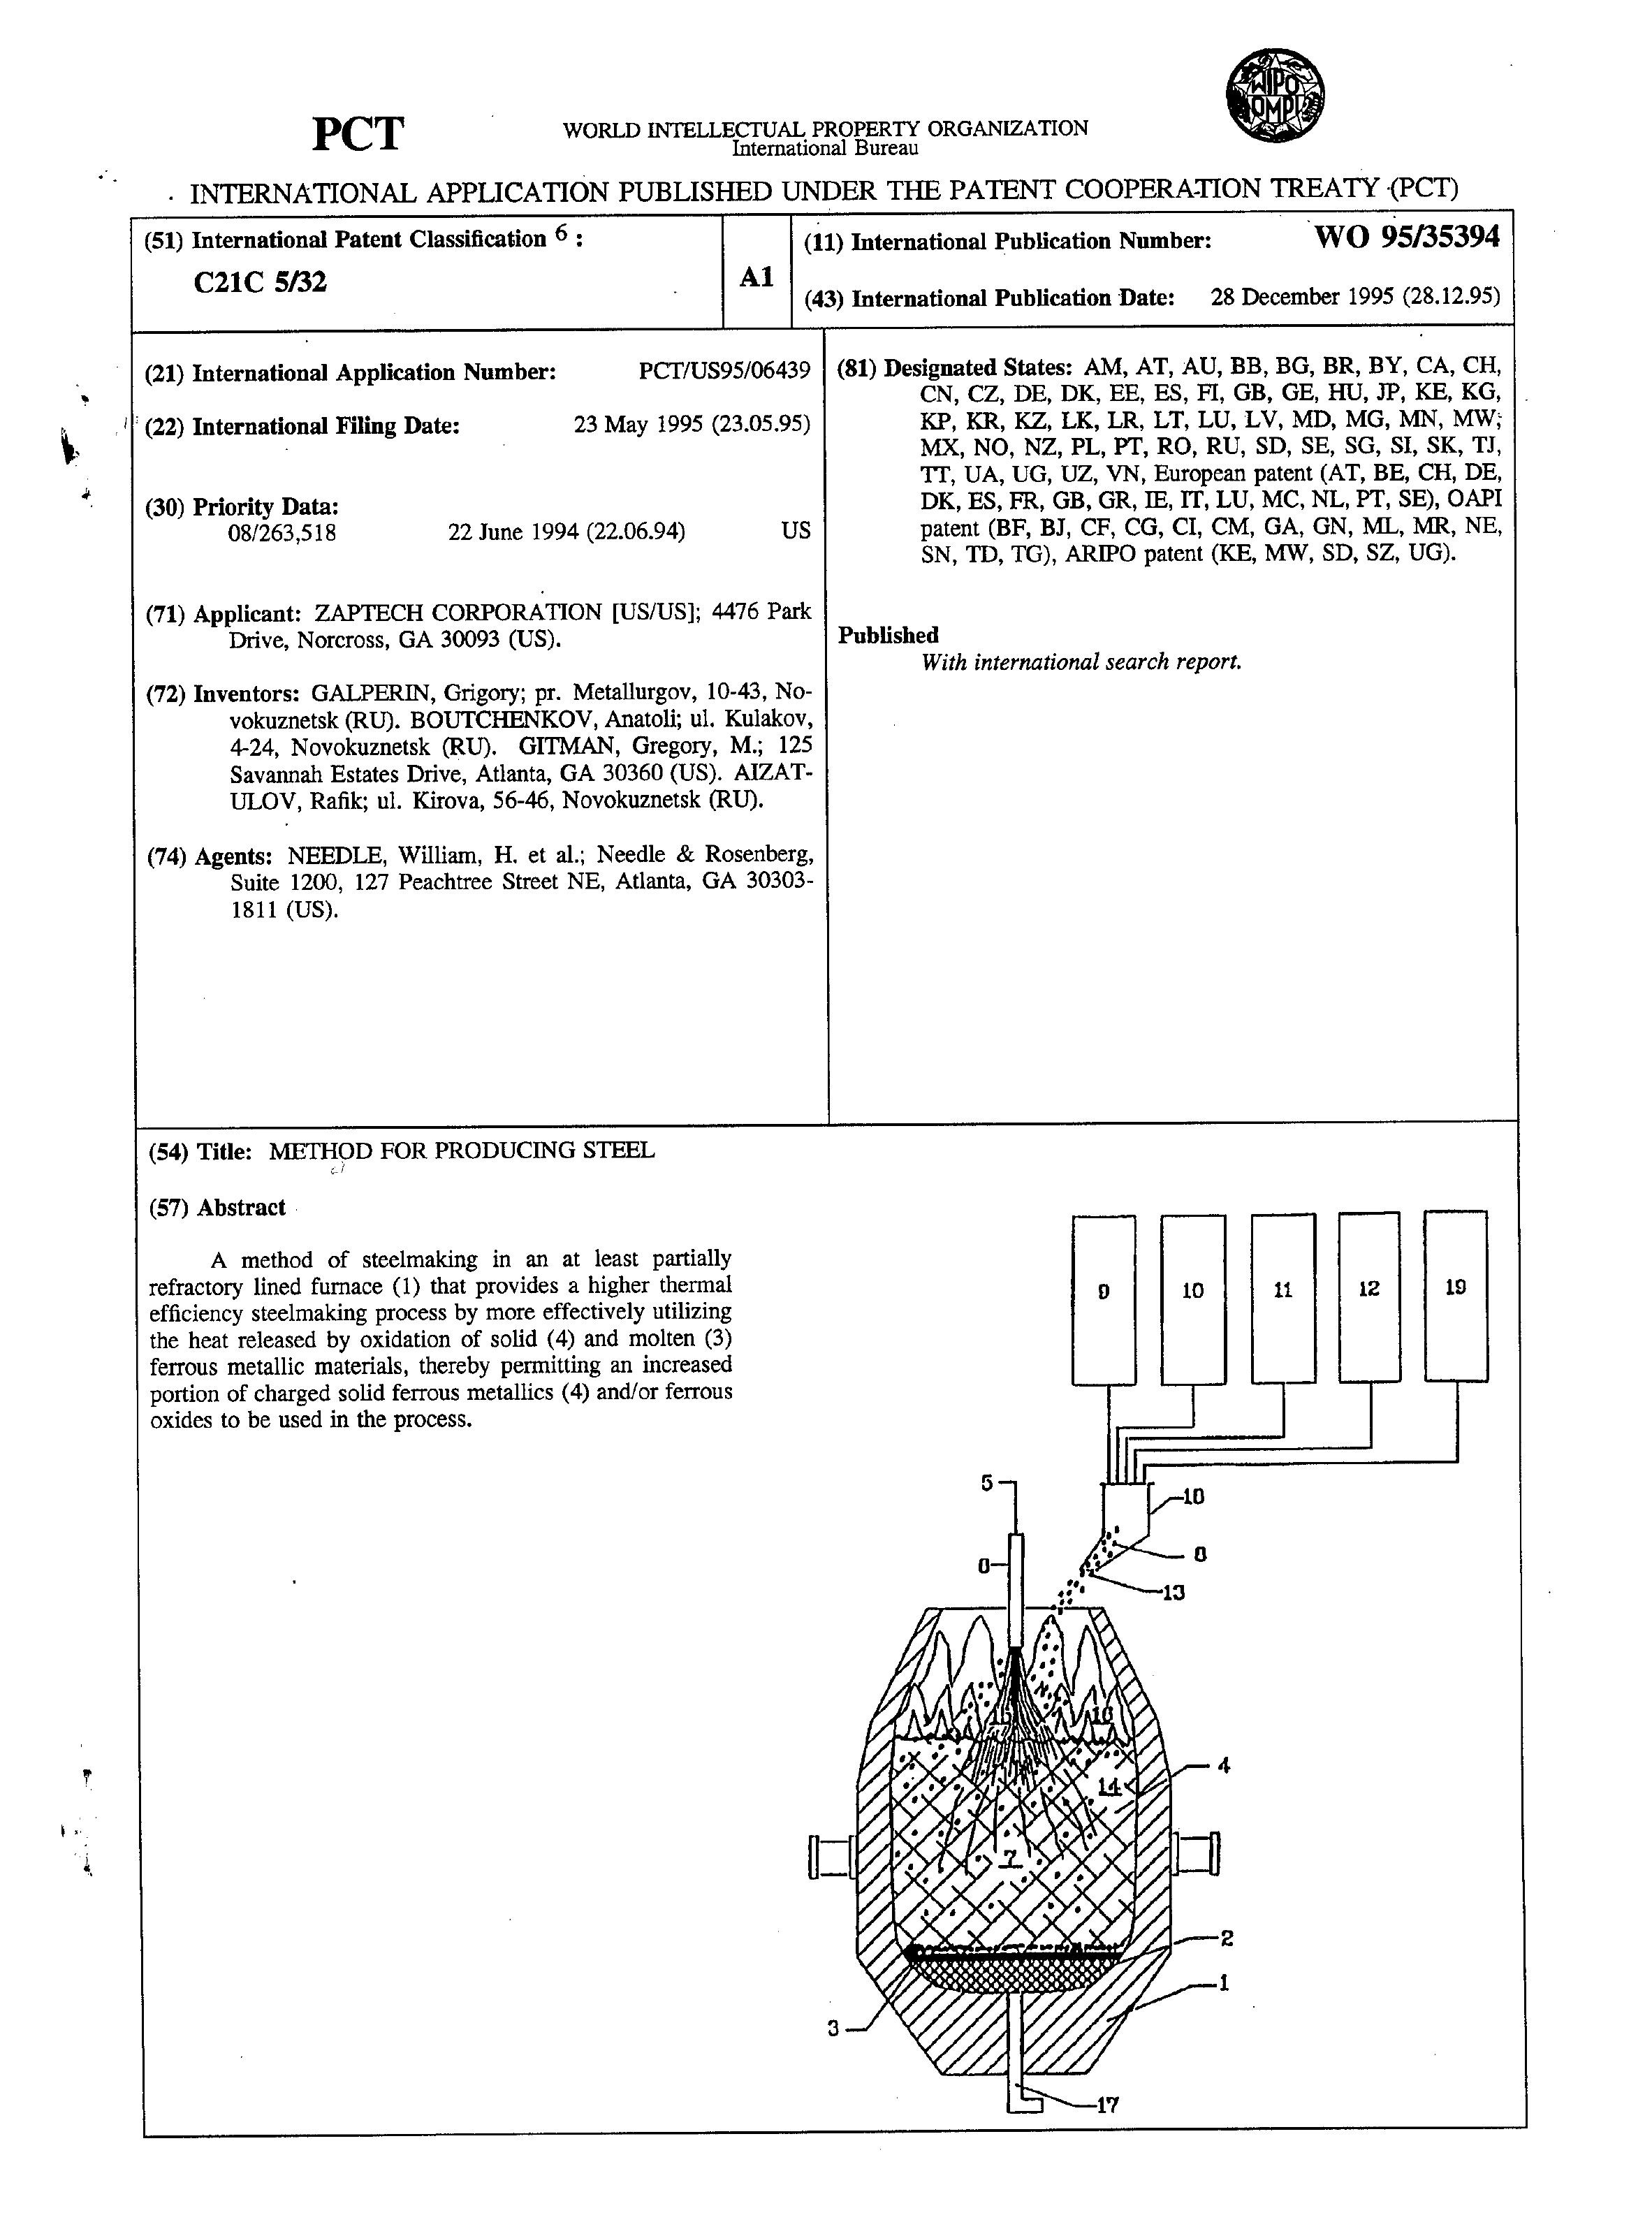 WIPO
OMPI
PCT
WORLD INTELLECTUAL PROPERTY ORGANIZATION
International Bureau
INTERNATIONAL APPLICATION PUBLISHED UNDER THE PATENT COOPERATION TREATY (PCT)
(51) International Patent Classification 6 :
C21C 5/32
A1
(11) International Publication Number: WO 95/35394
(43) International Publication Date: 28 December 1995 (28.12.95)
(21) International Application Number: PCT/US95/06439
(22) International Filing Date: 23 May 1995 (23.05.95)
(30) Priority Data:
08/263,518 22 June 1994 (22.06.94) US
(71) Applicant: ZAPTECH CORPORATION [US/US]; 4476 Park
Drive, Norcross, GA 30093 (US).
(72) Inventors: GALPERIN, Grigory; pr. Metallurgov, 10-43, No-
vokuznetsk (RU). BOUTCHENKOV, Anatoli; ul. Kulakov,
4-24, Novokuznetsk (RU). GITMAN, Gregory, M.; 125
Savannah Estates Drive, Atlanta, GA 30360 (US). AIZAT-
ULOV, Rafik; ul. Kirova, 56-46, Novokuznetsk (RU).
(74) Agents: NEEDLE, William, H. et al.; Needle & Rosenberg,
Suite 1200, 127 Peachtree Street NE, Atlanta, GA 30303-
1811 (US).
(81) Designated States: AM, AT, AU, BB, BG, BR, BY, CA, CH,
CN, CZ, DE, DK, EE, ES, FI, GB, GE, HU, JP, KE, KG,
KP, KR, KZ, LK, LR, LT, LU, LV, MD, MG, MN, MW,
MX, NO, NZ, PL, PT, RO, RU, SD, SE, SG, SI, SK, TJ,
TT, UA, UG, UZ, VN, European patent (AT, BE, CH, DE,
DK, ES, FR, GB, GR, IE, IT, LU, MC, NL, PT, SE), OAPI
patent (BF, BJ, CF, CG, CI, CM, GA, GN, ML, MR, NE,
SN, TD, TG), ARIPO patent (KE, MW, SD, SZ, UG).
Published
With international search report.
(54) Title: METHOD FOR PRODUCING STEEL
(57) Abstract
A method of steelmaking in an at least partially
refractory lined furnace (1) that provides a higher thermal
efficiency steelmaking process by more effectively utilizing
the heat released by oxidation of solid (4) and molten (3)
ferrous metallic materials, thereby permitting an increased
portion of charged solid ferrous metallics (4) and/or ferrous
oxides to be used in the process.
9 10 11 12 19
5
10
13
16
4
14
7
2
1
3
17